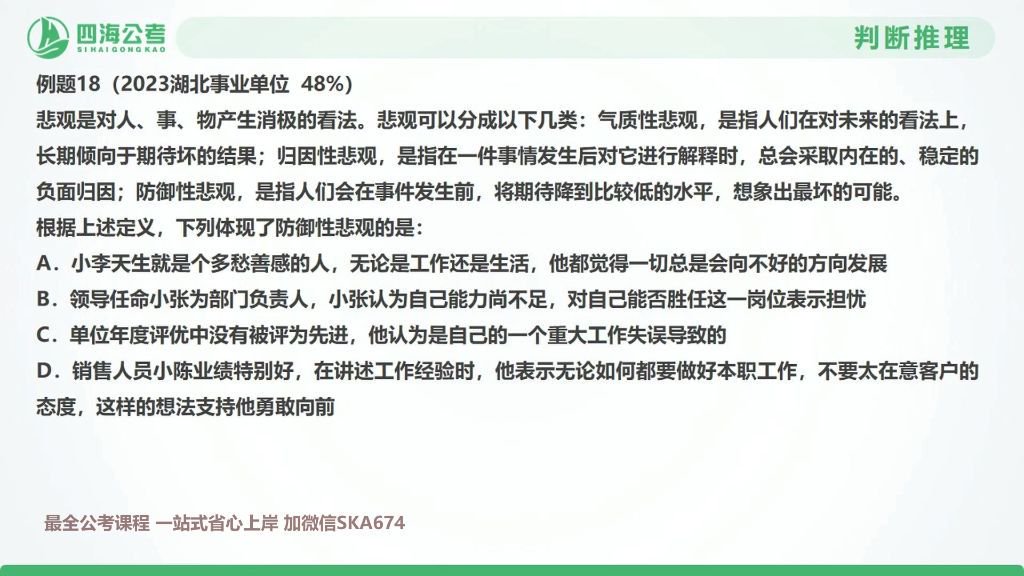 四海公考
SIHAIGONGKAO
判断推理
例题18（2023湖北事业单位 48%）
悲观是对人、事、物产生消极的看法。悲观可以分成以下几类：气质性悲观，是指人们在对未来的看法上，
长期倾向于期待坏的结果；归因性悲观，是指在一件事情发生后对它进行解释时，总会采取内在的、稳定的
负面归因；防御性悲观，是指人们会在事件发生前，将期待降到比较低的水平，想象出最坏的可能。
根据上述定义，下列体现了防御性悲观的是：
A．小李天生就是个多愁善感的人，无论是工作还是生活，他都觉得一切总是会向不好的方向发展
B．领导任命小张为部门负责人，小张认为自己能力尚不足，对自己能否胜任这一岗位表示担忧
C．单位年度评优中没有被评为先进，他认为是自己的一个重大工作失误导致的
D．销售人员小陈业绩特别好，在讲述工作经验时，他表示无论如何都要做好本职工作，不要太在意客户的
态度，这样的想法支持他勇敢向前
最全公考课程 一站式省心上岸 加微信SKA674